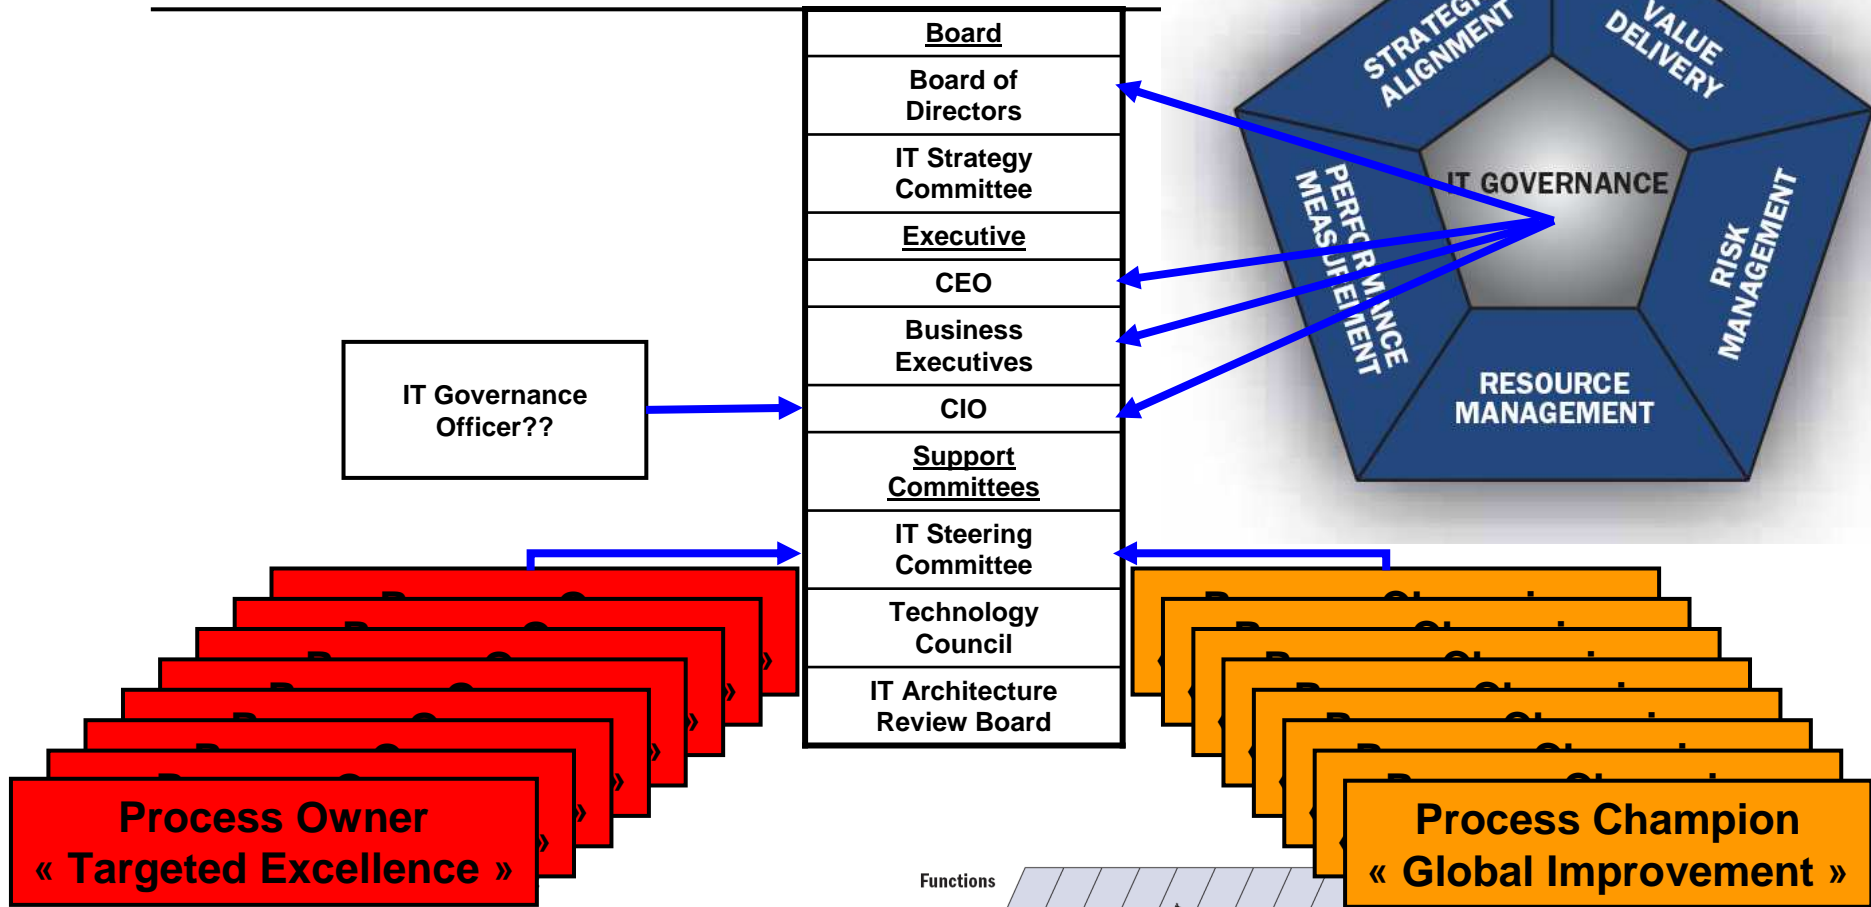 Board
Board of
Directors
IT Strategy
Committee
Executive
CEO
Business
Executives
CIO
Support
Committees
IT Steering
Committee
Technology
Council
IT Architecture
Review Board
IT Governance
Officer??
ALIGNMENT
VALUE
DELIVERY
IT GOVERNANCE
PERFORMANCE
MEASUREMENT
RISK
MANAGEMENT
RESOURCE
MANAGEMENT
Process Owner
« Targeted Excellence »
Process Champion
« Global Improvement »
Functions